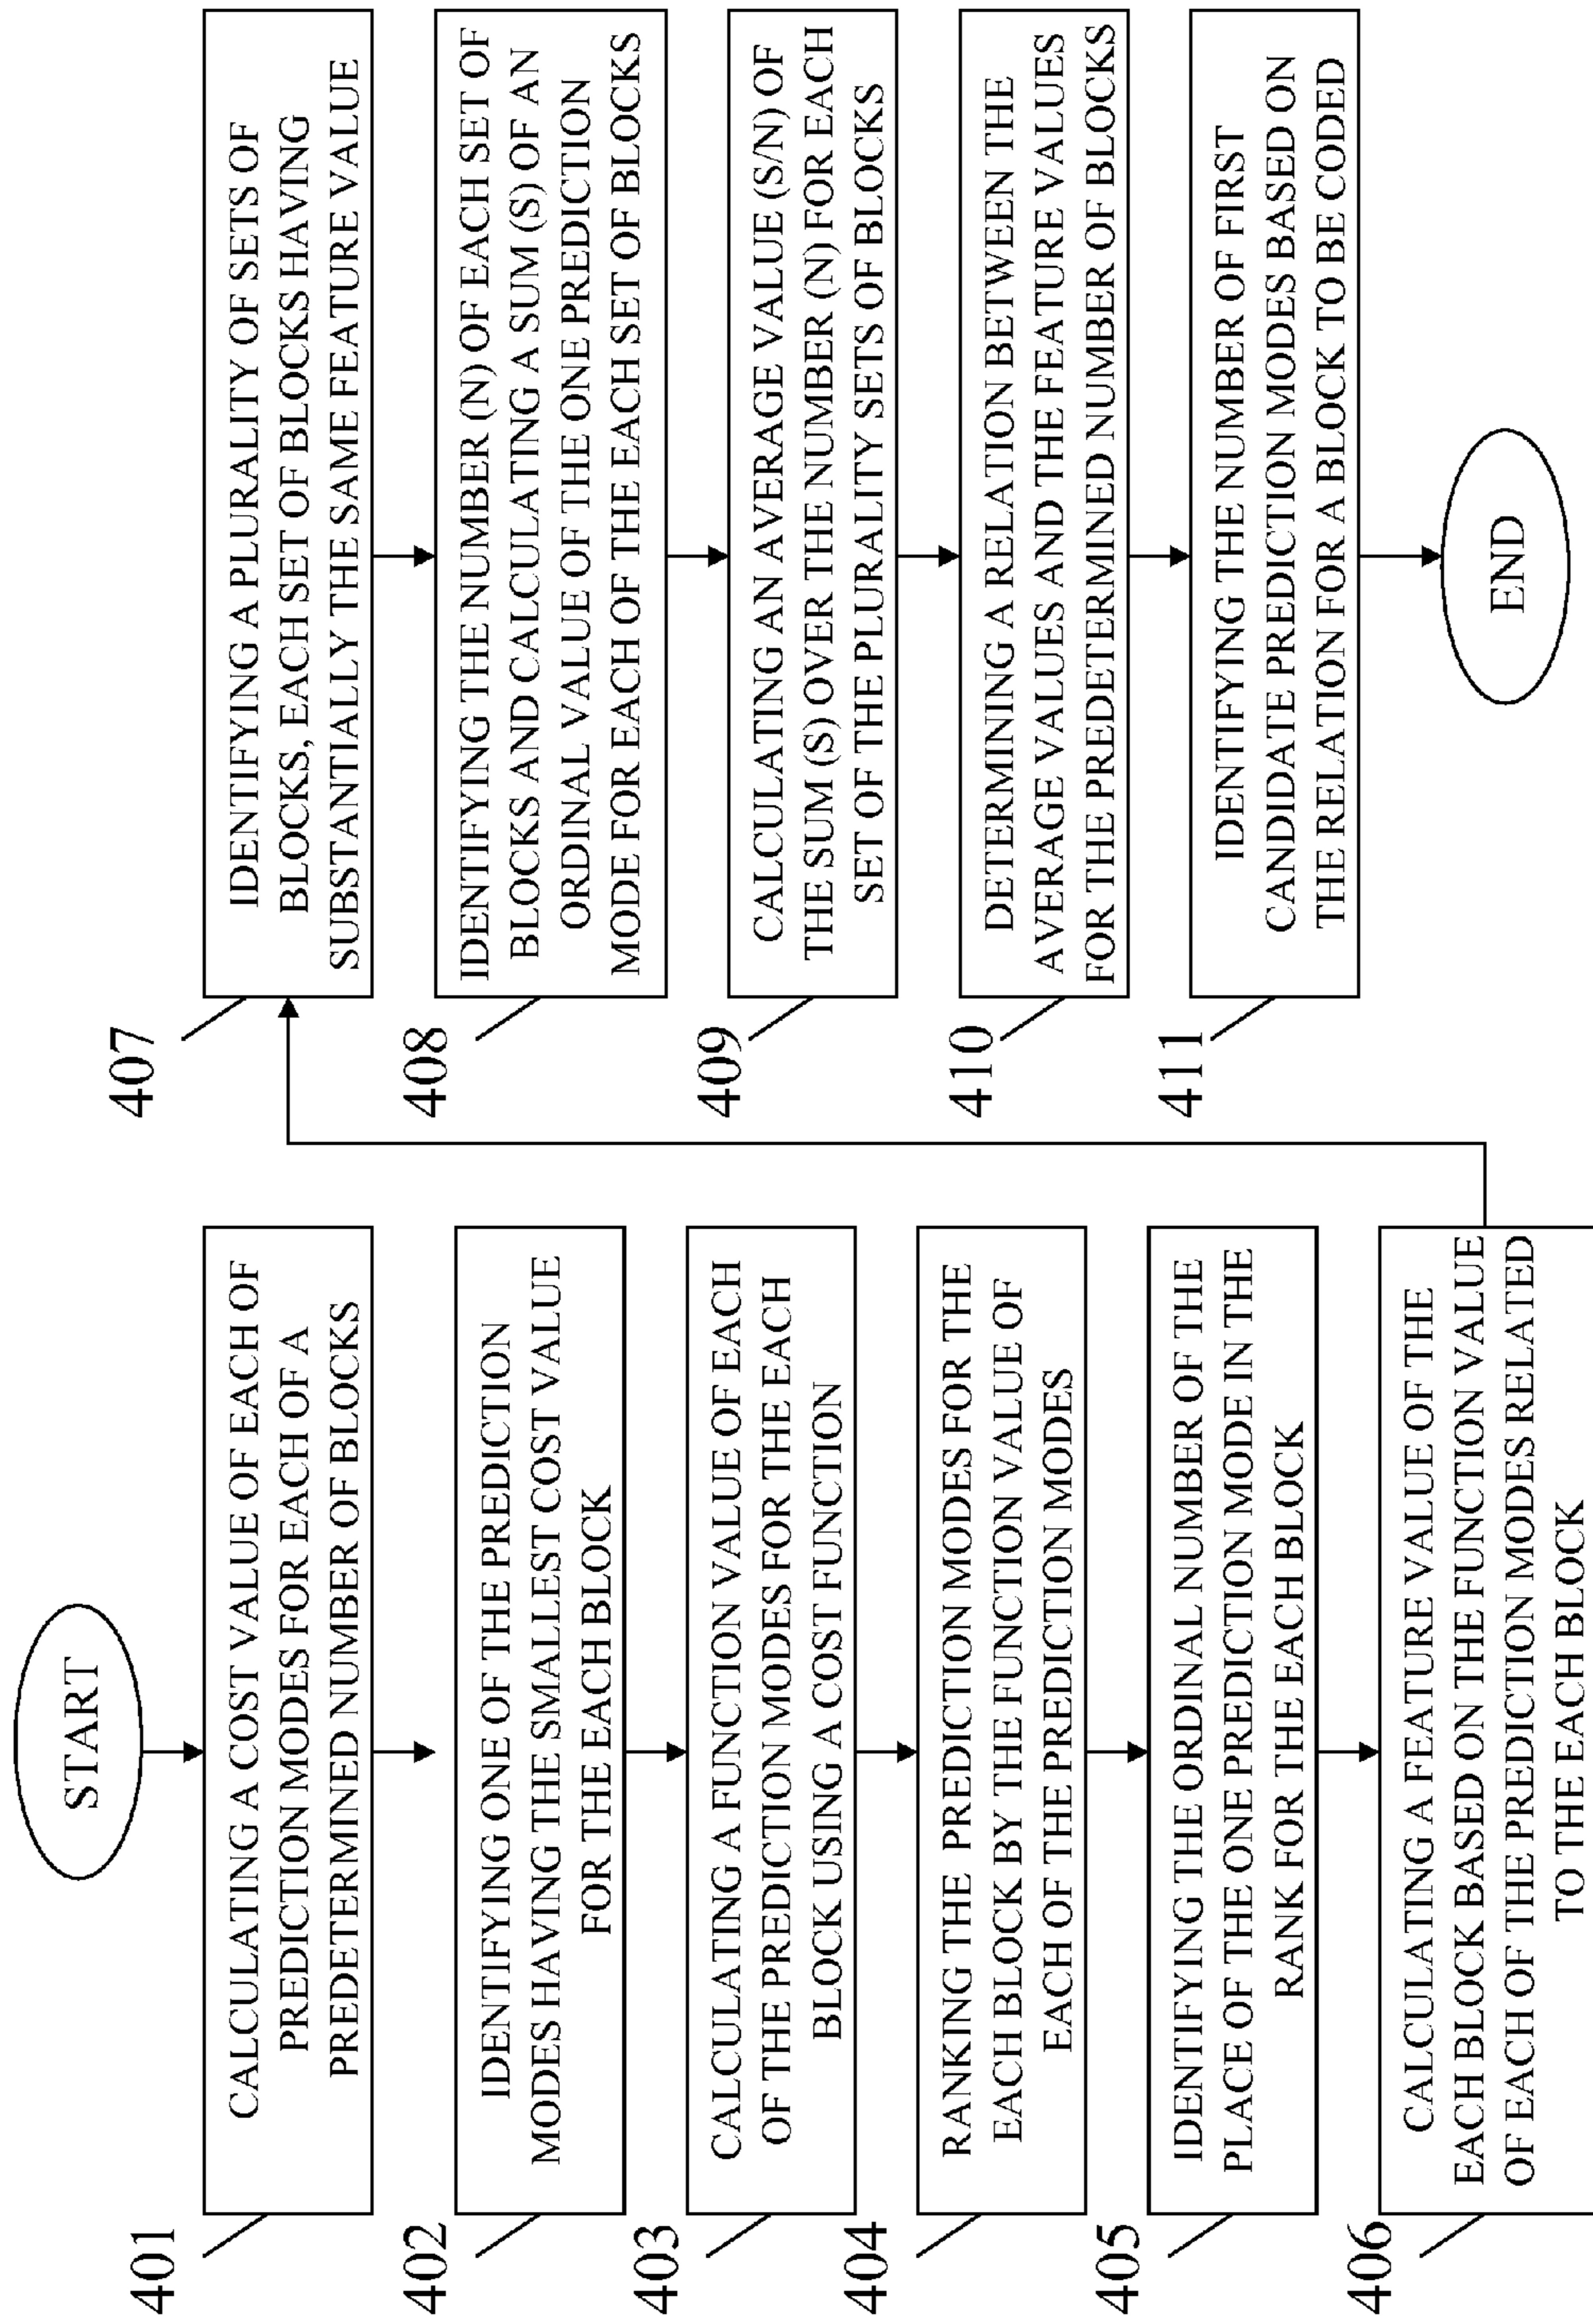 START
401
CALCULATING A COST VALUE OF EACH OF
PREDICTION MODES FOR EACH OF A
PREDETERMINED NUMBER OF BLOCKS
402
IDENTIFYING ONE OF THE PREDICTION
MODES HAVING THE SMALLEST COST VALUE
FOR THE EACH BLOCK
403
CALCULATING A FUNCTION VALUE OF EACH
OF THE PREDICTION MODES FOR THE EACH
BLOCK USING A COST FUNCTION
404
RANKING THE PREDICTION MODES FOR THE
EACH BLOCK BY THE FUNCTION VALUE OF
EACH OF THE PREDICTION MODES
405
IDENTIFYING THE ORDINAL NUMBER OF THE
PLACE OF THE ONE PREDICTION MODE IN THE
RANK FOR THE EACH BLOCK
406
CALCULATING A FEATURE VALUE OF THE
EACH BLOCK BASED ON THE FUNCTION VALUE
OF EACH OF THE PREDICTION MODES RELATED
TO THE EACH BLOCK
407
IDENTIFYING A PLURALITY OF SETS OF
BLOCKS, EACH SET OF BLOCKS HAVING
SUBSTANTIALLY THE SAME FEATURE VALUE
408
IDENTIFYING THE NUMBER (N) OF EACH SET OF
BLOCKS AND CALCULATING A SUM (S) OF AN
ORDINAL VALUE OF THE ONE PREDICTION
MODE FOR EACH OF THE EACH SET OF BLOCKS
409
CALCULATING AN AVERAGE VALUE (S/N) OF
THE SUM (S) OVER THE NUMBER (N) FOR EACH
SET OF THE PLURALITY SETS OF BLOCKS
410
DETERMINING A RELATION BETWEEN THE
AVERAGE VALUES AND THE FEATURE VALUES
FOR THE PREDETERMINED NUMBER OF BLOCKS
411
IDENTIFYING THE NUMBER OF FIRST
CANDIDATE PREDICTION MODES BASED ON
THE RELATION FOR A BLOCK TO BE CODED
END